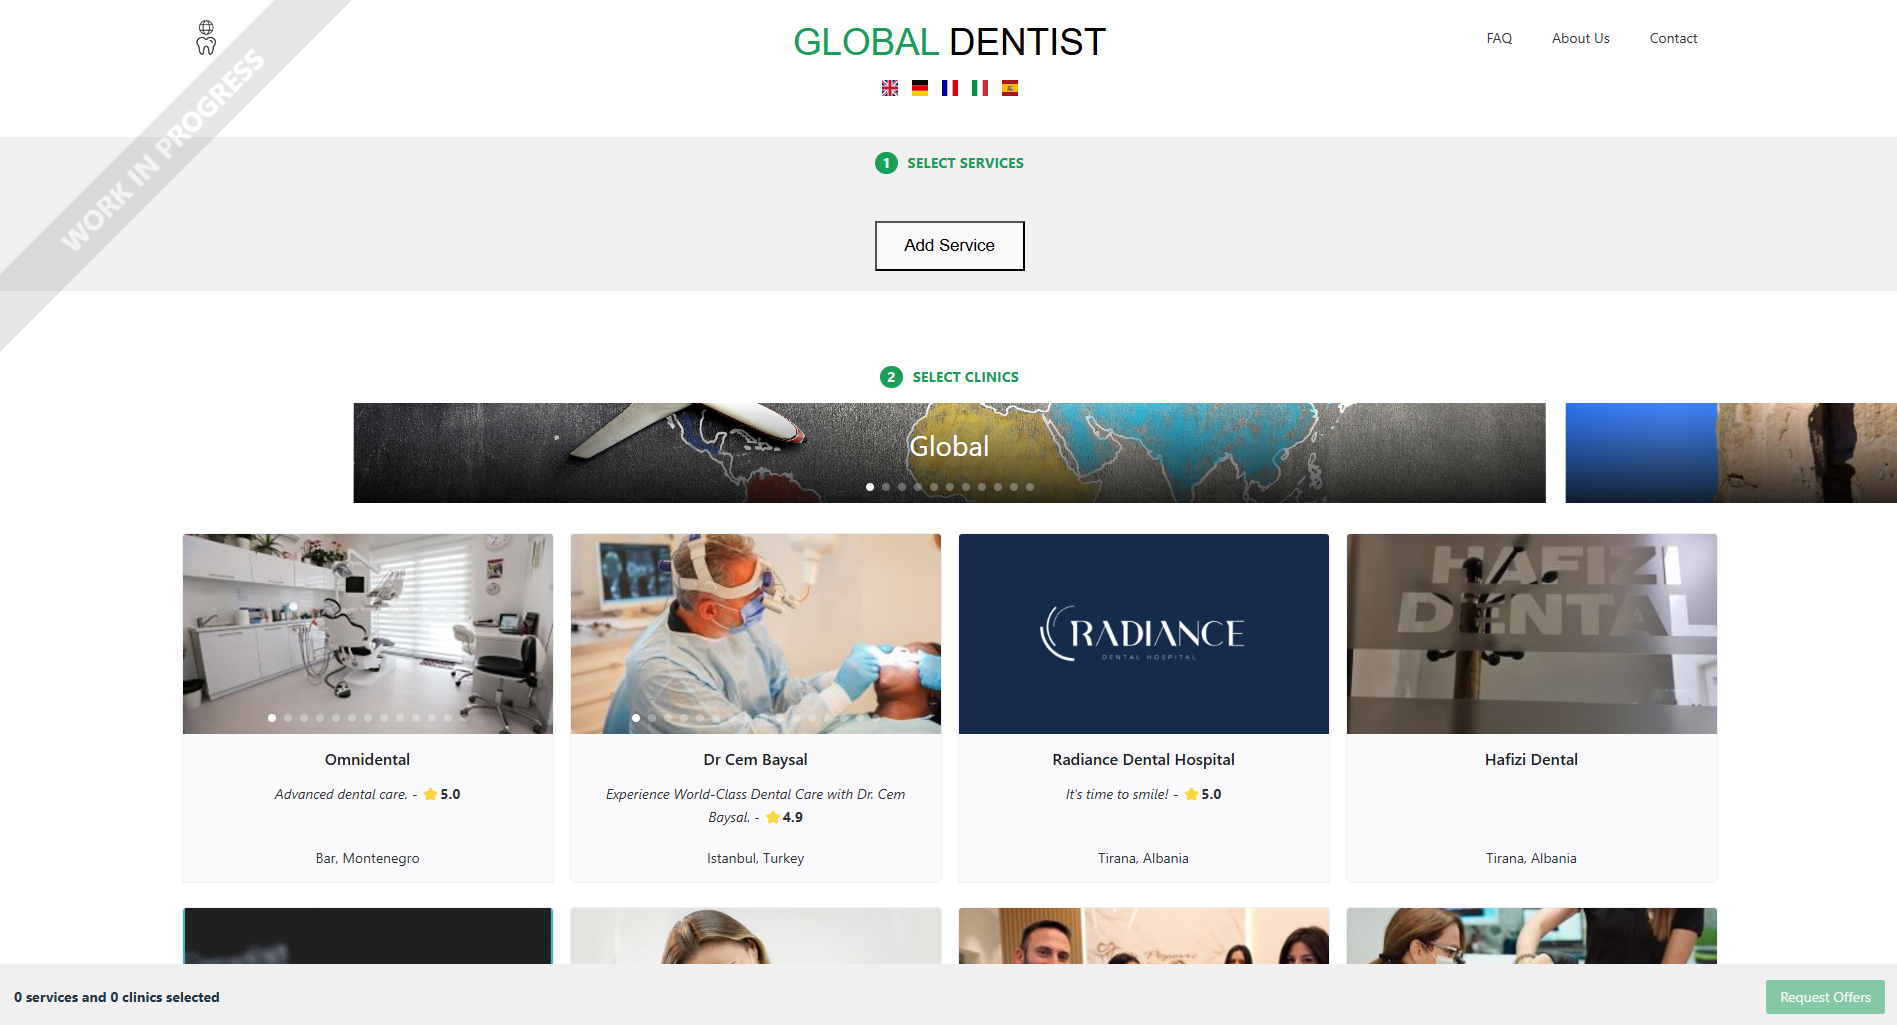 WORK IN PROGRESS
GLOBAL DENTIST
FAQ
About Us
Contact
1 SELECT SERVICES
Add Service
2 SELECT CLINICS
Global
RADIANCE
DENTAL HOSPITAL
HAFIZI
DENTAL
Omnidental
Advanced dental care. - 5.0
Bar, Montenegro
Dr Cem Baysal
Experience World-Class Dental Care with Dr. Cem
Baysal. - 4.9
Istanbul, Turkey
Radiance Dental Hospital
It's time to smile! - 5.0
Tirana, Albania
Hafizi Dental
Tirana, Albania
Popovic
0 services and 0 clinics selected
Request Offers